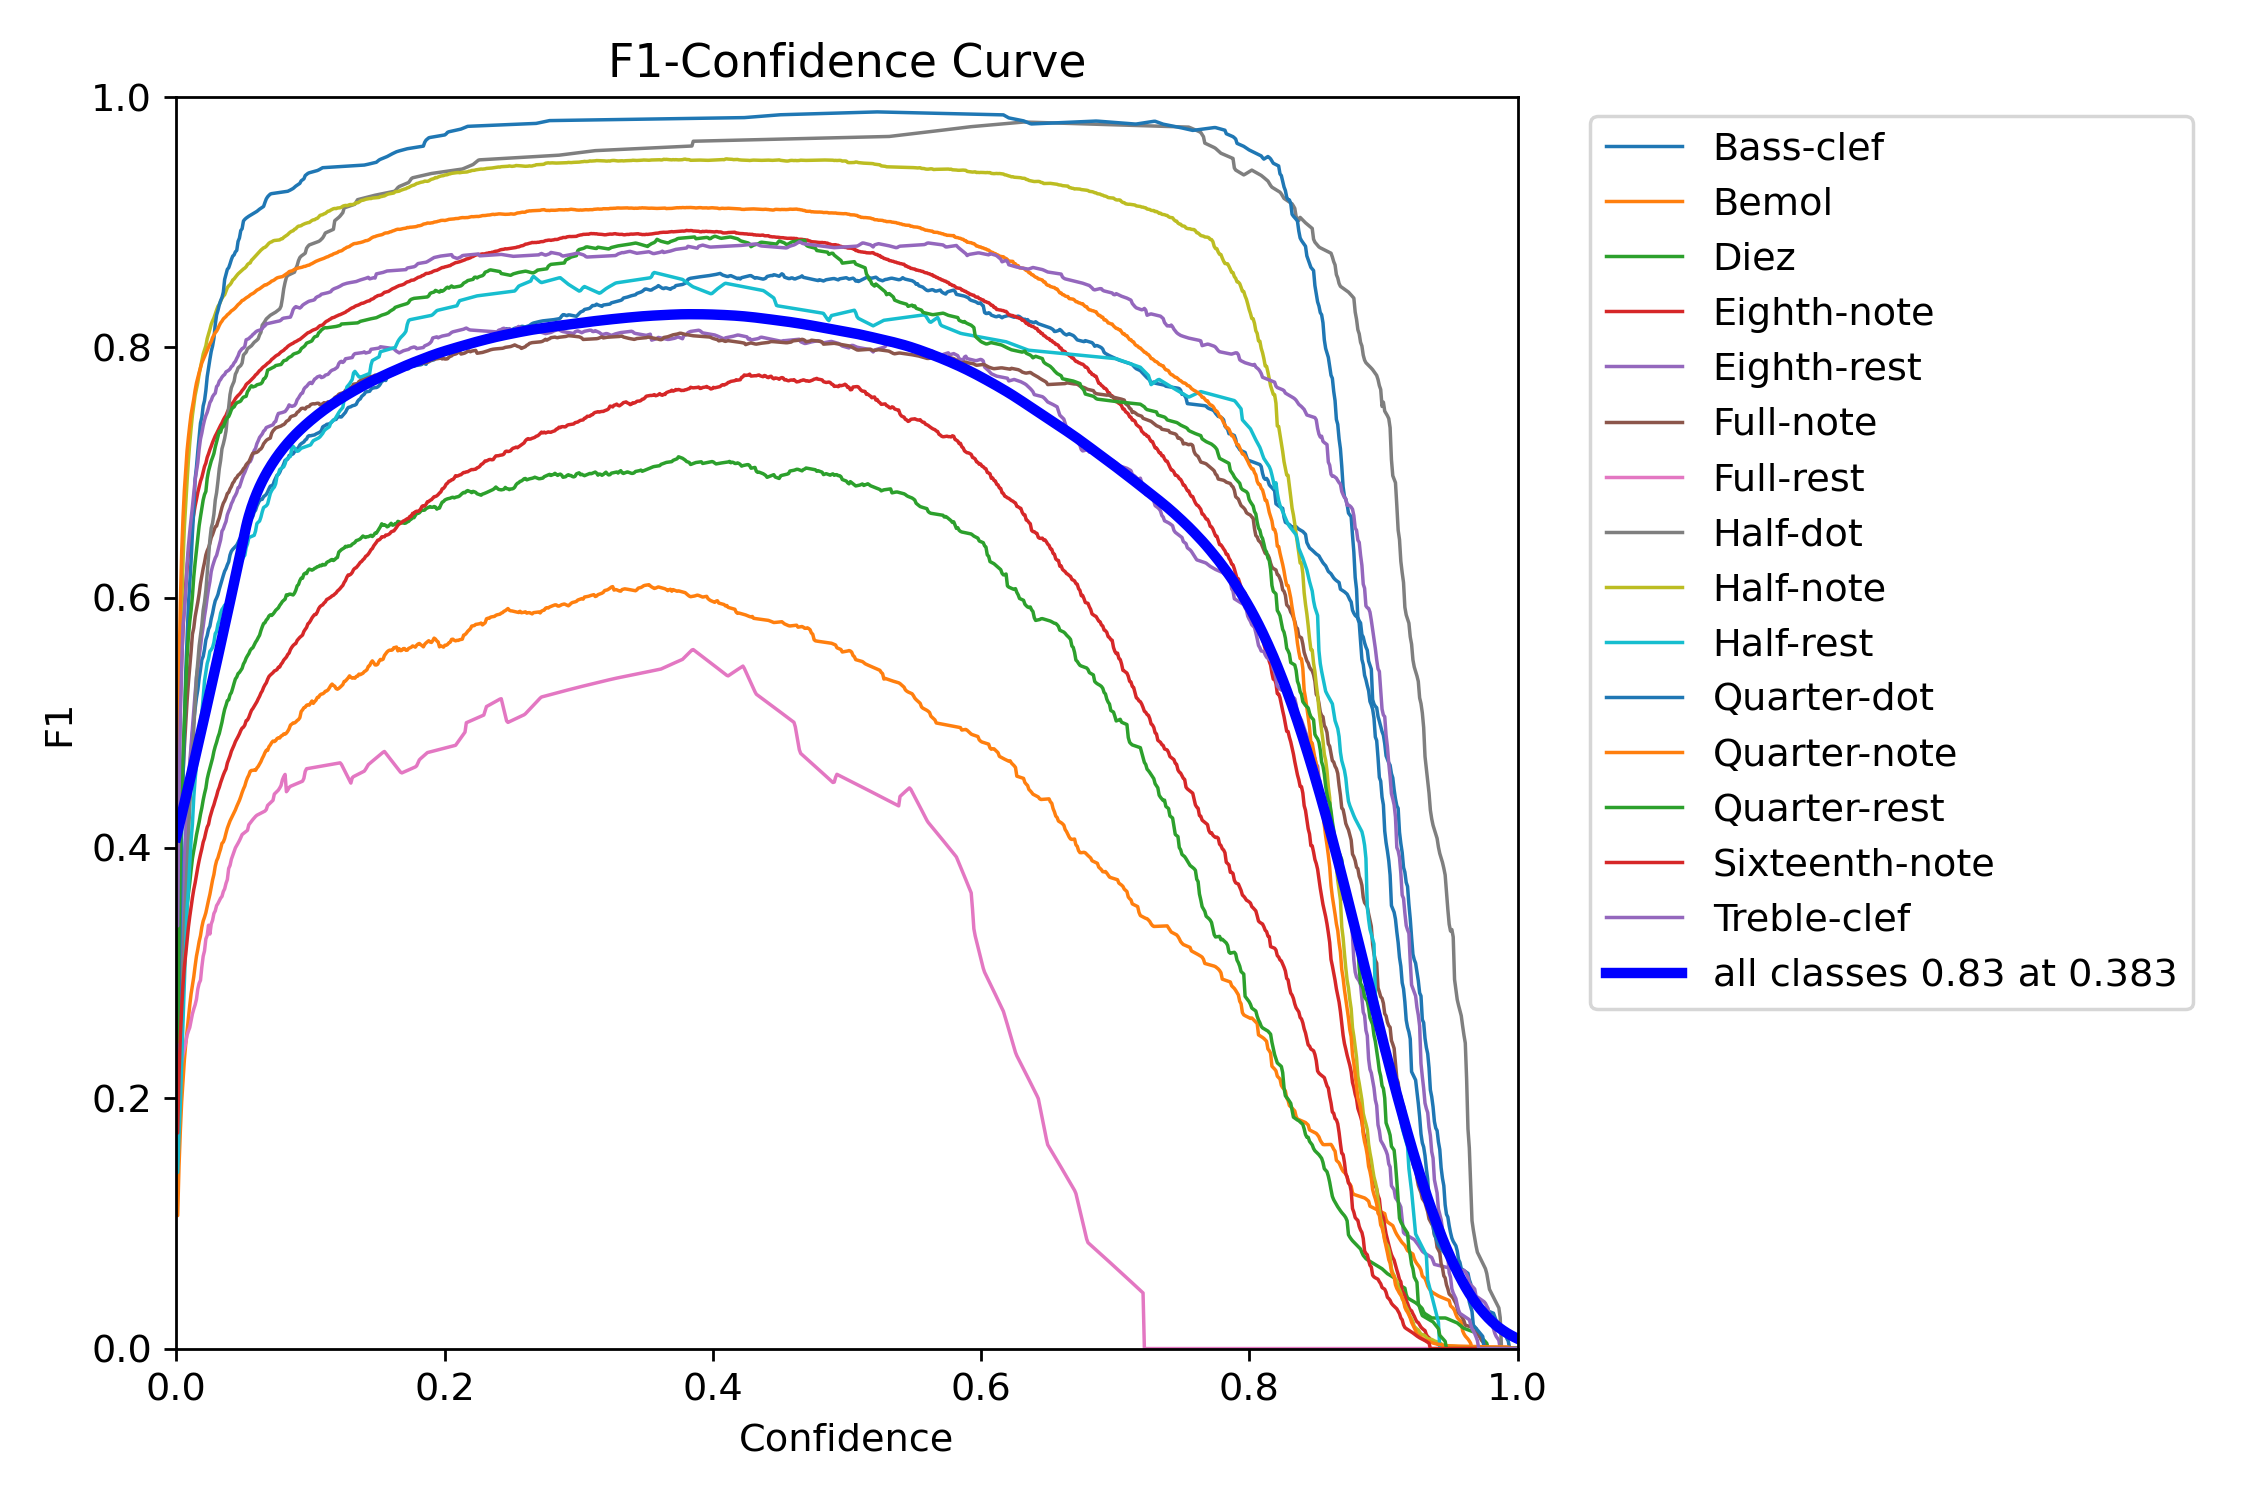 F1-Confidence Curve
1.0
0.8
0.6
0.4
0.2
0.0
F1
0.0 0.2 0.4 0.6 0.8 1.0
Confidence
Bass-clef
Bemol
Diez
Eighth-note
Eighth-rest
Full-note
Full-rest
Half-dot
Half-note
Half-rest
Quarter-dot
Quarter-note
Quarter-rest
Sixteenth-note
Treble-clef
all classes 0.83 at 0.383